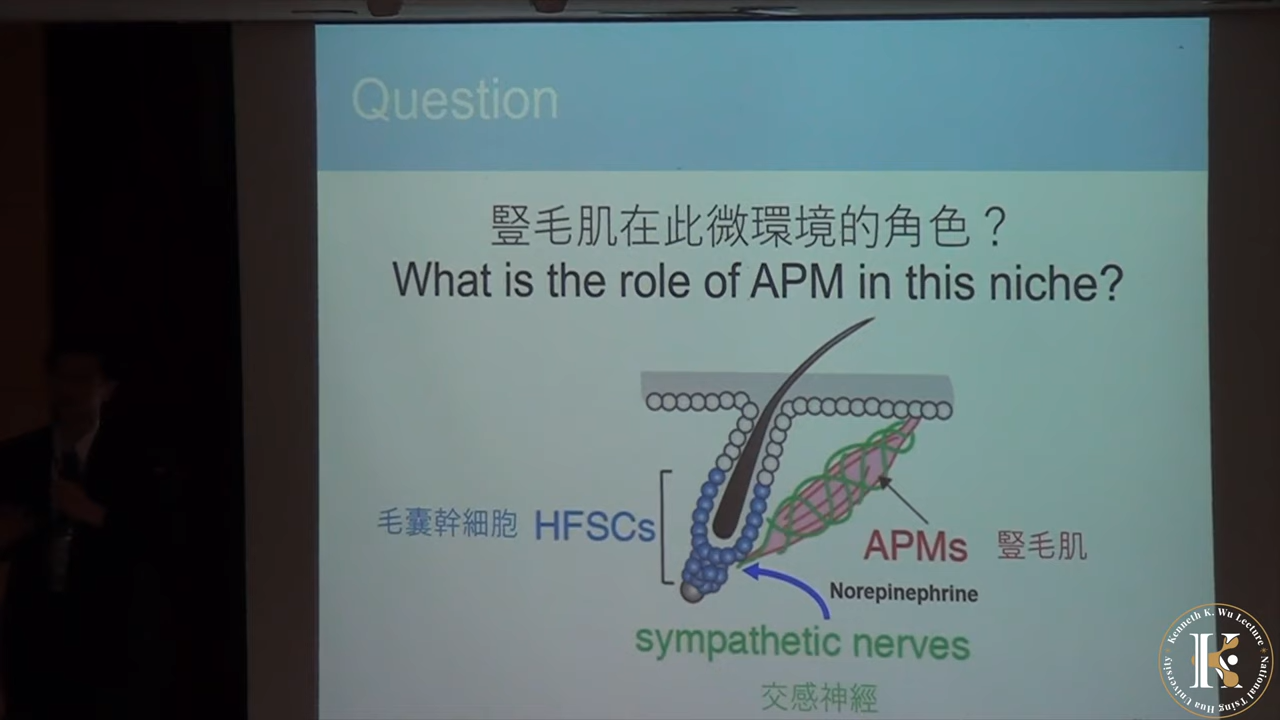 Question
豎毛肌在此微環境的角色？
What is the role of APM in this niche?
毛囊幹細胞 HFSCs
APMs 豎毛肌
Norepinephrine
sympathetic nerves
交感神經
Kenneth K. Wu Lecture
National Tsing Hua University
K